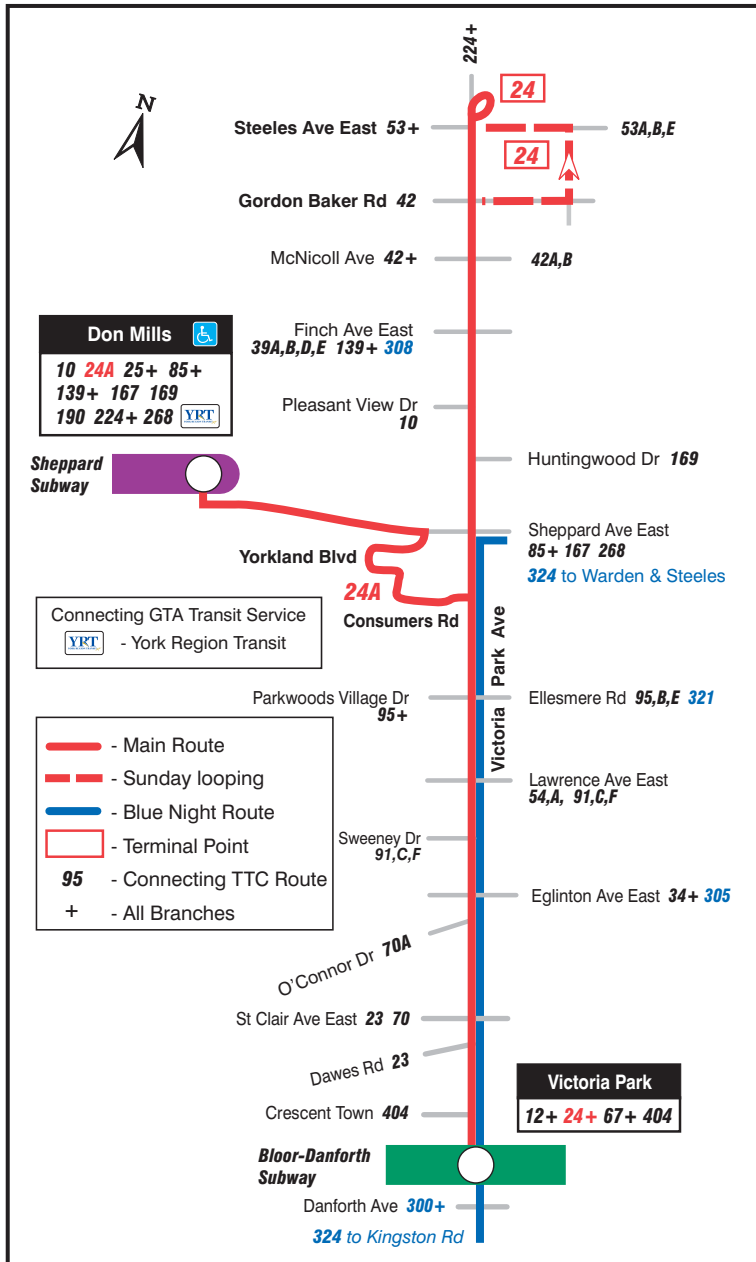 224+
N
24
Steeles Ave East 53+
53A,B,E
24
Gordon Baker Rd 42
McNicoll Ave 42+
42A,B
Finch Ave East
39A,B,D,E 139+ 308
Don Mills
10 24A 25+ 85+
139+ 167 169
190 224+ 268 YRT
Pleasant View Dr
10
Huntingwood Dr 169
Sheppard
Subway
Sheppard Ave East
85+ 167 268
324 to Warden & Steeles
Yorkland Blvd
24A
Consumers Rd
Connecting GTA Transit Service
YRT - York Region Transit
Victoria Park Ave
Parkwoods Village Dr
95+
Ellesmere Rd 95,B,E 321
- Main Route
- Sunday looping
- Blue Night Route
- Terminal Point
95 - Connecting TTC Route
+ - All Branches
Lawrence Ave East
54,A, 91,C,F
Sweeney Dr
91,C,F
Eglinton Ave East 34+ 305
O'Connor Dr 70A
St Clair Ave East 23 70
Dawes Rd 23
Victoria Park
12+ 24+ 67+ 404
Crescent Town 404
Bloor-Danforth
Subway
Danforth Ave 300+
324 to Kingston Rd